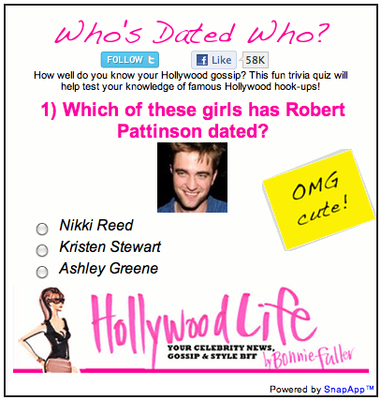 Who's Dated Who?
FOLLOW
Like 58K
How well do you know your Hollywood gossip? This fun trivia quiz will
help test your knowledge of famous Hollywood hook-ups!
1) Which of these girls has Robert
Pattinson dated?
OMG
cute!
Nikki Reed
Kristen Stewart
Ashley Greene
Hollywood Life
YOUR CELEBRITY NEWS,
GOSSIP & STYLE BFF
by Bonnie Fuller
Powered by SnapApp™